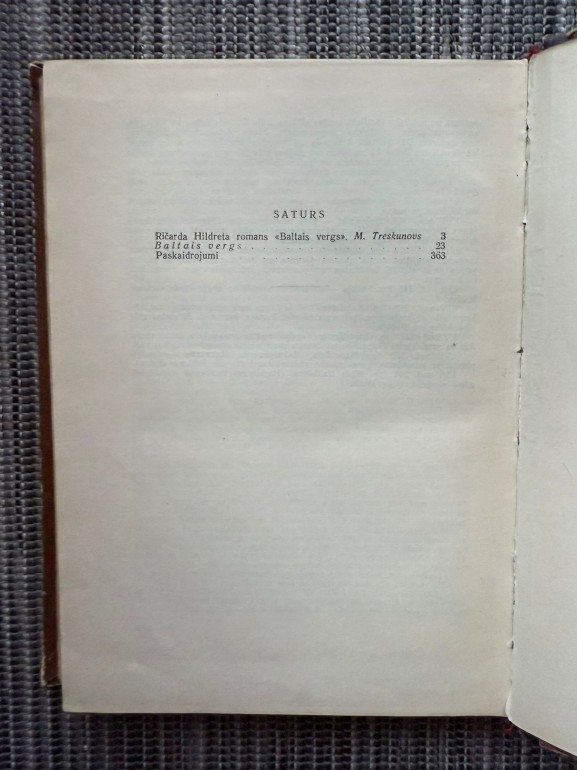 SATURS
Ričarda Hildreta romans «Baltais vergs». M. Treskunovs 3
Baltais vergs . . . . . . . . . . . . . . 23
Paskaidrojumi . . . . . . . . . . . . . . 363